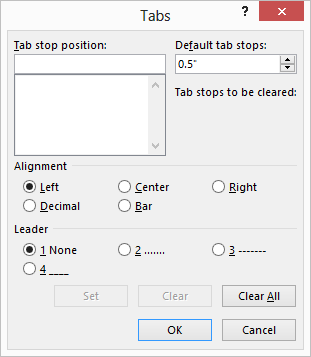 Tabs ?
Tab stop position: Default tab stops:
0.5"
Tab stops to be cleared:
Alignment
Left Center Right
Decimal Bar
Leader
1 None 2 ....... 3 -------
4 ____
Set Clear Clear All
OK Cancel